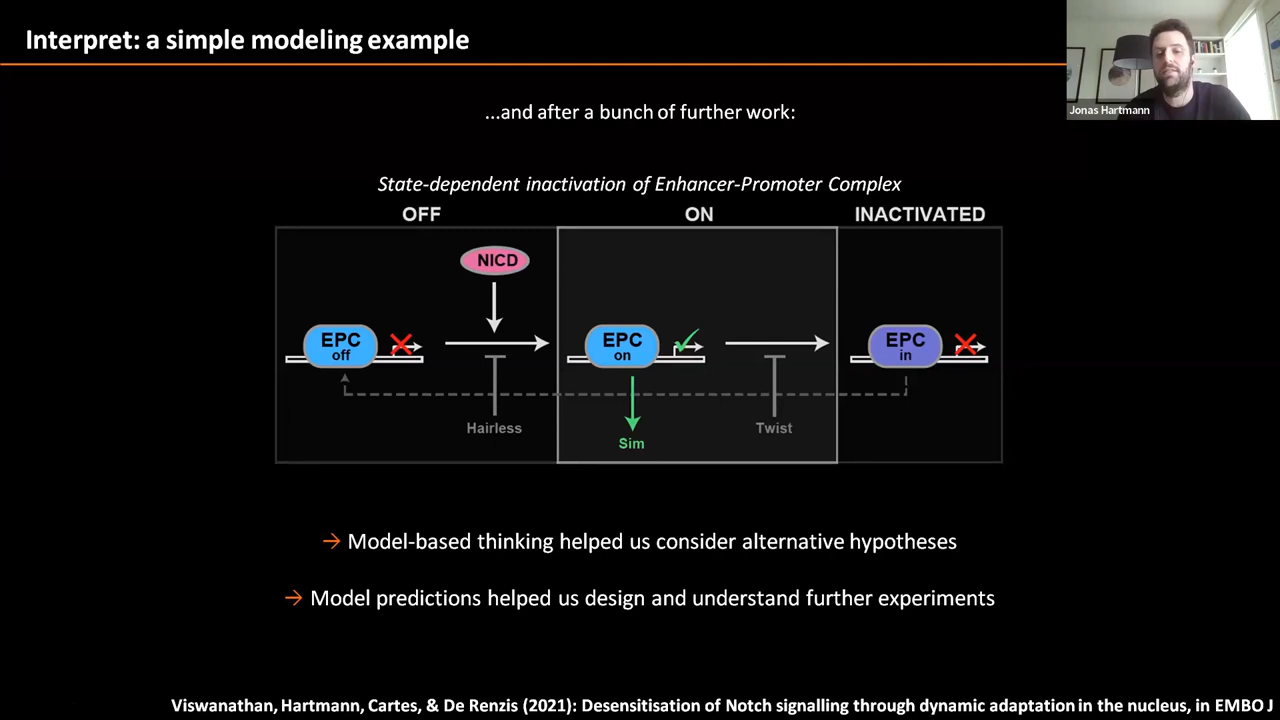 Interpret: a simple modeling example
Jonas Hartmann
...and after a bunch of further work:
State-dependent inactivation of Enhancer-Promoter Complex
OFF
ON
INACTIVATED
NICD
EPC
off
EPC
on
EPC
in
Hairless
Sim
Twist
→ Model-based thinking helped us consider alternative hypotheses
→ Model predictions helped us design and understand further experiments
Viswanathan, Hartmann, Cartes, & De Renzis (2021): Desensitisation of Notch signalling through dynamic adaptation in the nucleus, in EMBO J